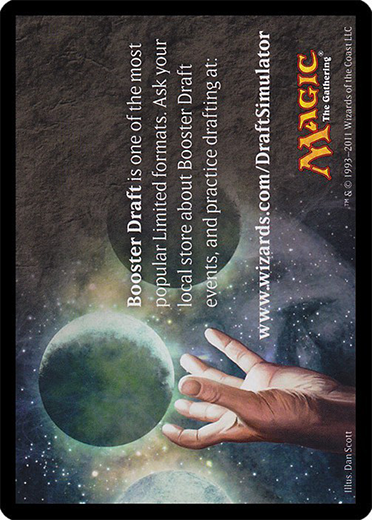 Booster Draft is one of the most
popular Limited formats. Ask your
local store about Booster Draft
events, and practice drafting at:
www.wizards.com/DraftSimulator
MAGIC
The Gathering®
™ & © 1993–2011 Wizards of the Coast LLC
Illus. Dan Scott